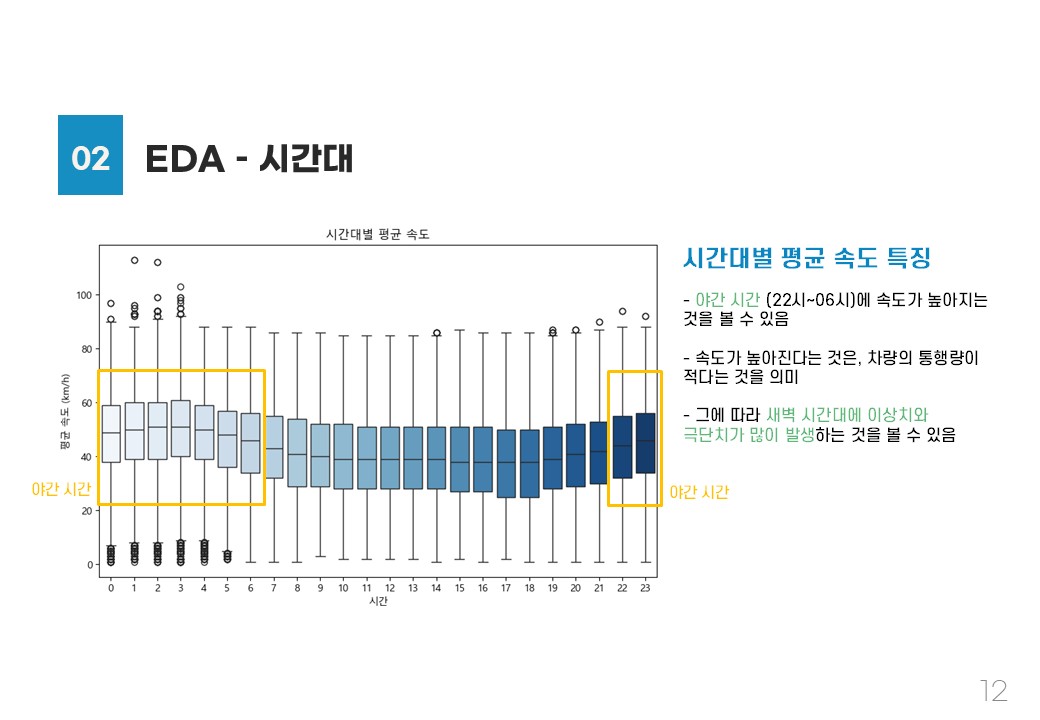 02
EDA - 시간대
시간대별 평균 속도
평균 속도 (km/h)
100
80
60
40
20
0
0 1 2 3 4 5 6 7 8 9 10 11 12 13 14 15 16 17 18 19 20 21 22 23
시간
야간 시간
야간 시간
시간대별 평균 속도 특징
- 야간 시간 (22시~06시)에 속도가 높아지는
것을 볼 수 있음
- 속도가 높아진다는 것은, 차량의 통행량이
적다는 것을 의미
- 그에 따라 새벽 시간대에 이상치와
극단치가 많이 발생하는 것을 볼 수 있음
12